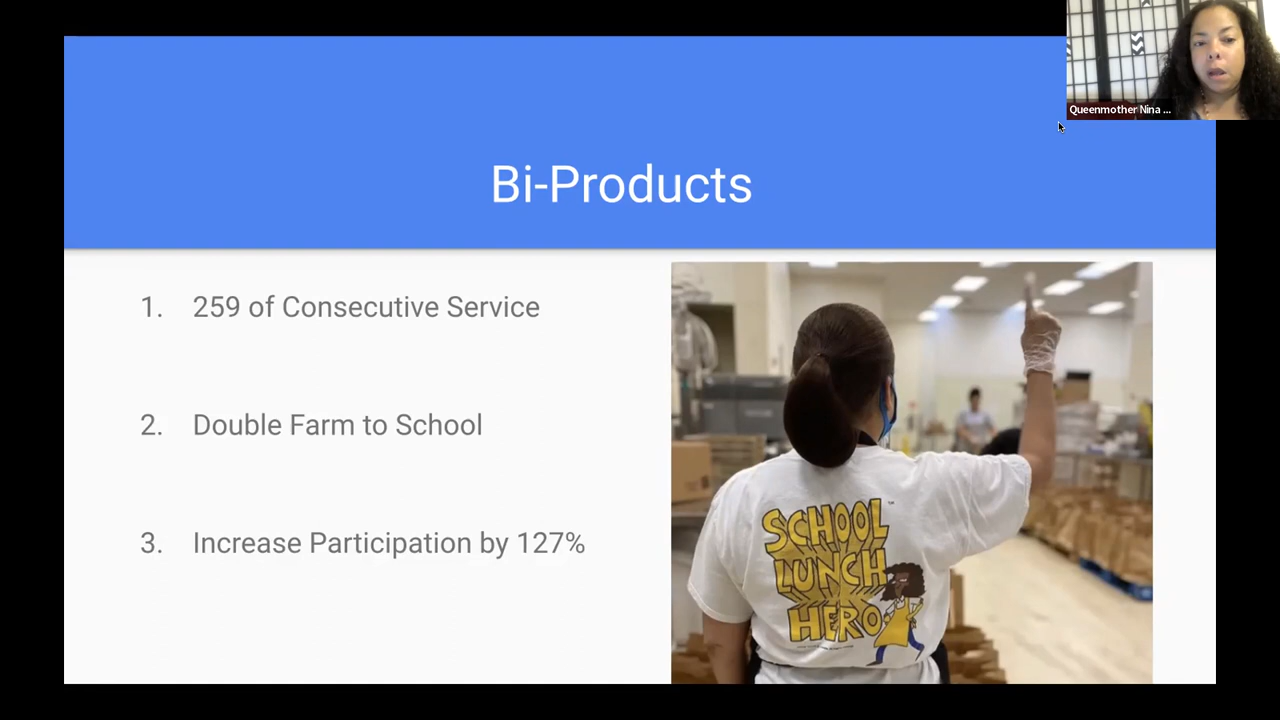 Queenmother Nina ...
Bi-Products
1. 259 of Consecutive Service
2. Double Farm to School
3. Increase Participation by 127%
SCHOOL
LUNCH
HERO